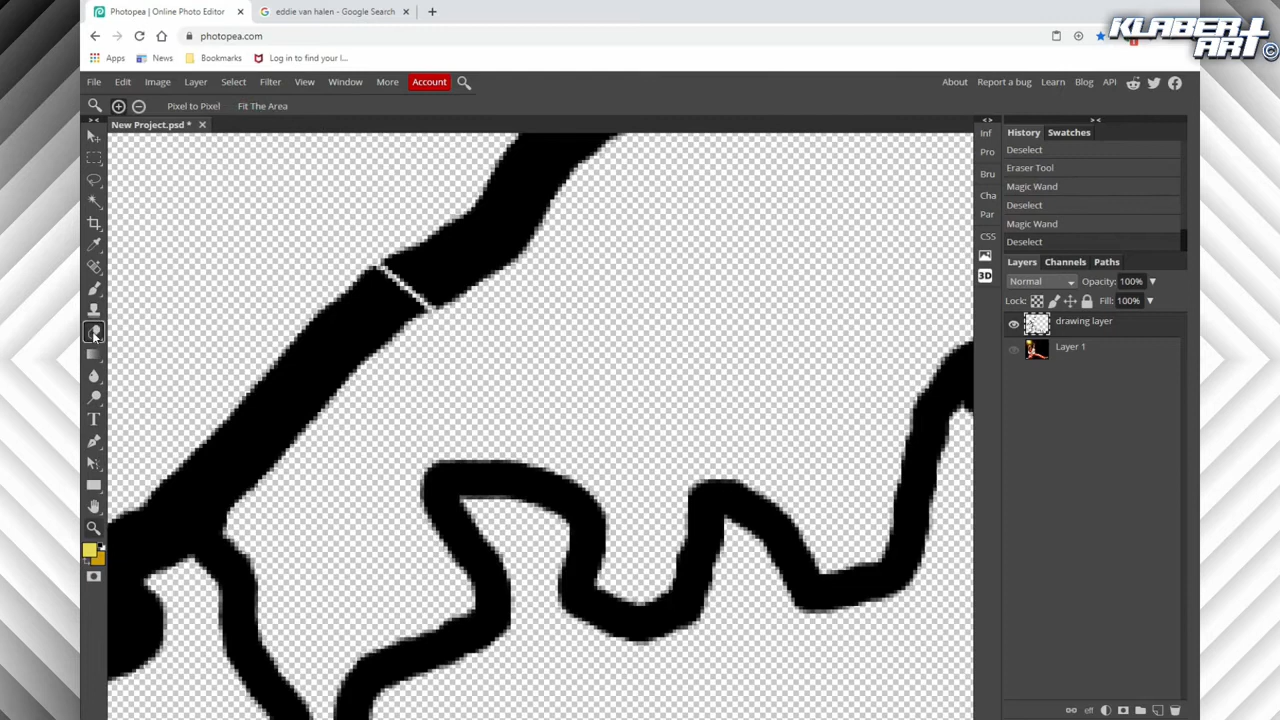 Photopea | Online Photo Editor
eddie van halen - Google Search
KLABERT
ART©
photopea.com
Apps
News
Bookmarks
Log in to find your l...
File Edit Image Layer Select Filter View Window More Account
About Report a bug Learn Blog API
Pixel to Pixel Fit The Area
New Project.psd *
Inf
Pro
Bru
Cha
Par
CSS
3D
History Swatches
Deselect
Eraser Tool
Magic Wand
Deselect
Magic Wand
Deselect
Layers Channels Paths
Normal Opacity: 100%
Lock: Fill: 100%
drawing layer
Layer 1
T
eff